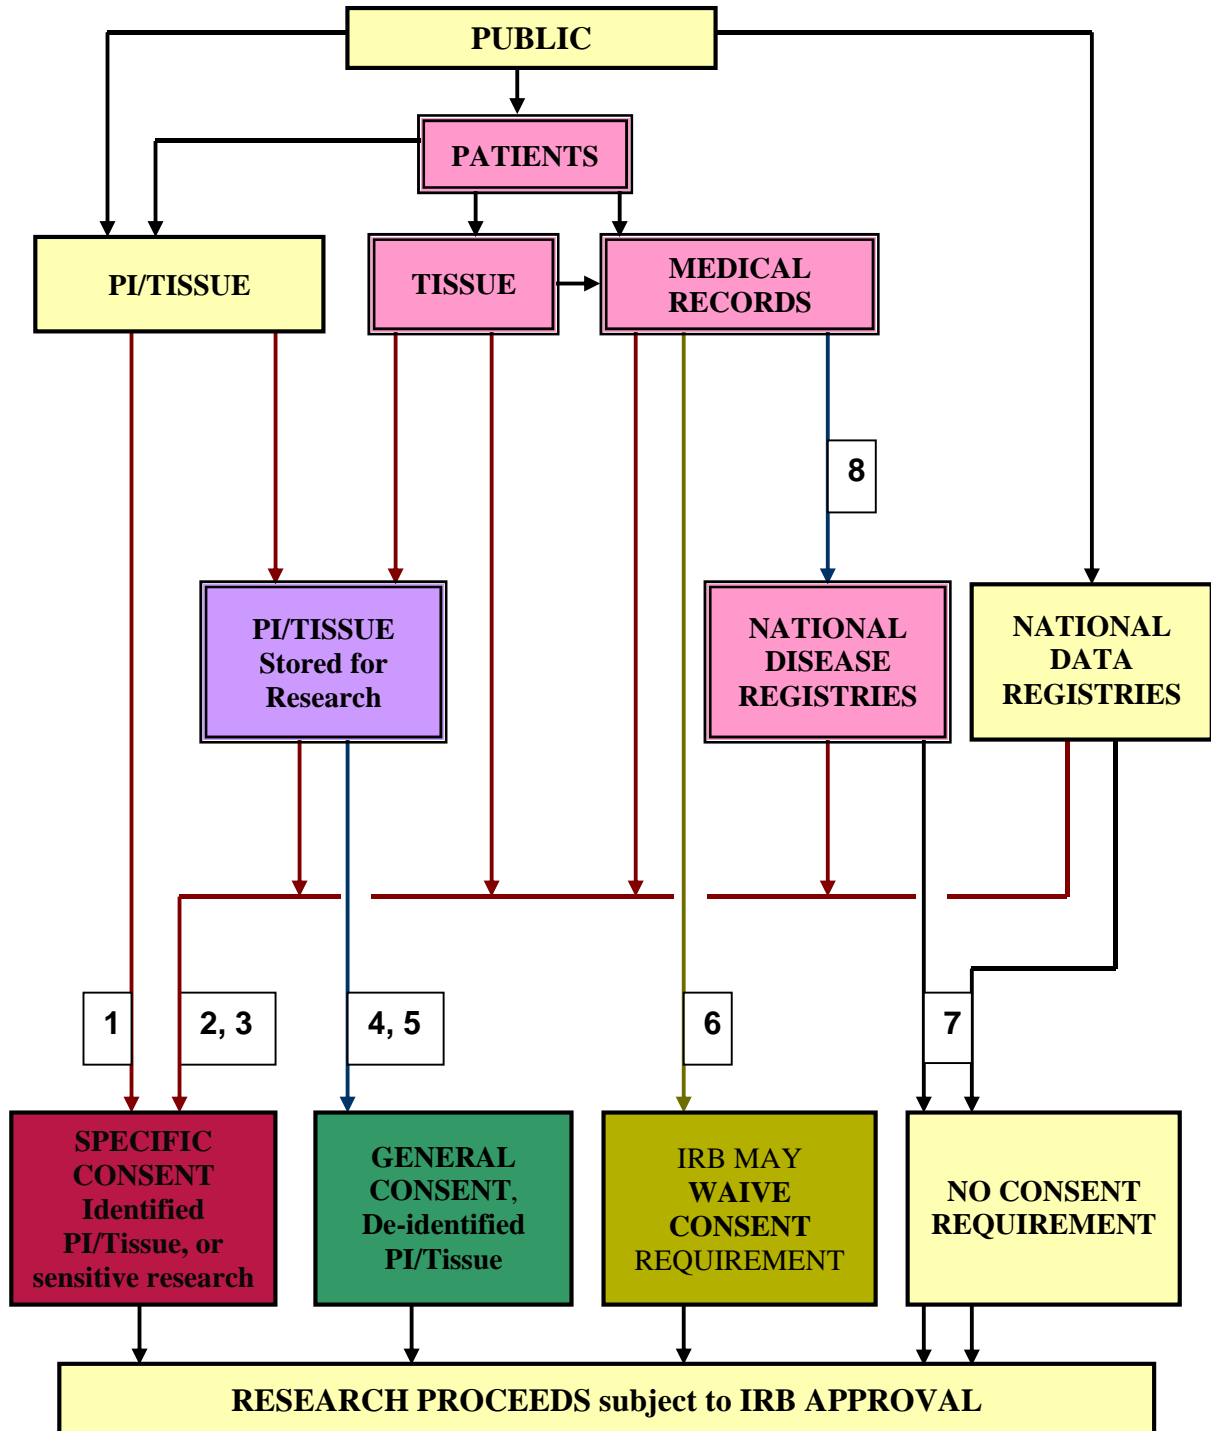 PUBLIC
PATIENTS
PI/TISSUE
TISSUE
MEDICAL
RECORDS
8
PI/TISSUE
Stored for
Research
NATIONAL
DISEASE
REGISTRIES
NATIONAL
DATA
REGISTRIES
1
2, 3
4, 5
6
7
SPECIFIC
CONSENT
Identified
PI/Tissue, or
sensitive research
GENERAL
CONSENT,
De-identified
PI/Tissue
IRB MAY
WAIVE
CONSENT
REQUIREMENT
NO CONSENT
REQUIREMENT
RESEARCH PROCEEDS subject to IRB APPROVAL